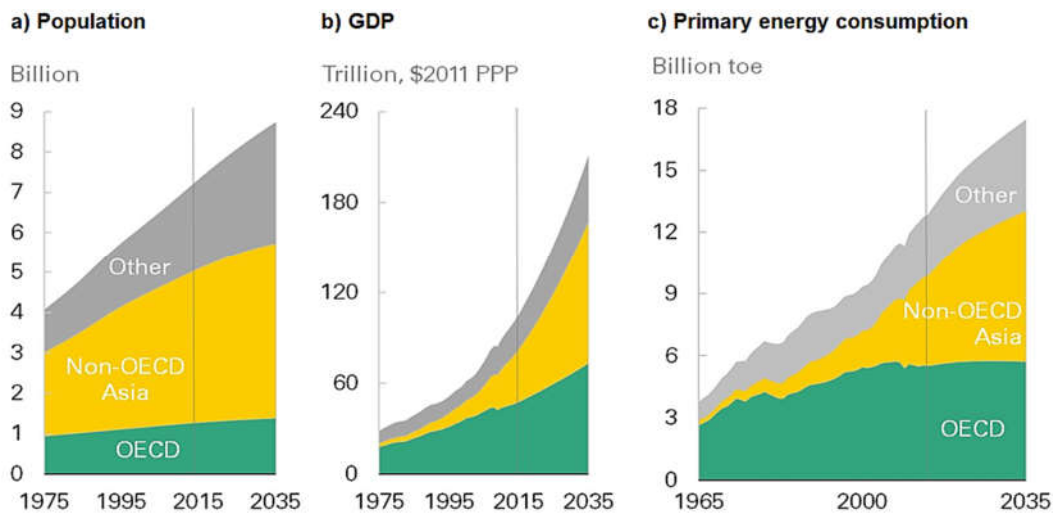 a) Population
Billion
9
8
7
6
5
4
3
2
1
0
Other
Non-OECD
Asia
OECD
1975 1995 2015 2035
b) GDP
Trillion, $2011 PPP
240
180
120
60
0
1975 1995 2015 2035
c) Primary energy consumption
Billion toe
18
15
12
9
6
3
0
Other
Non-OECD
Asia
OECD
1965 2000 2035